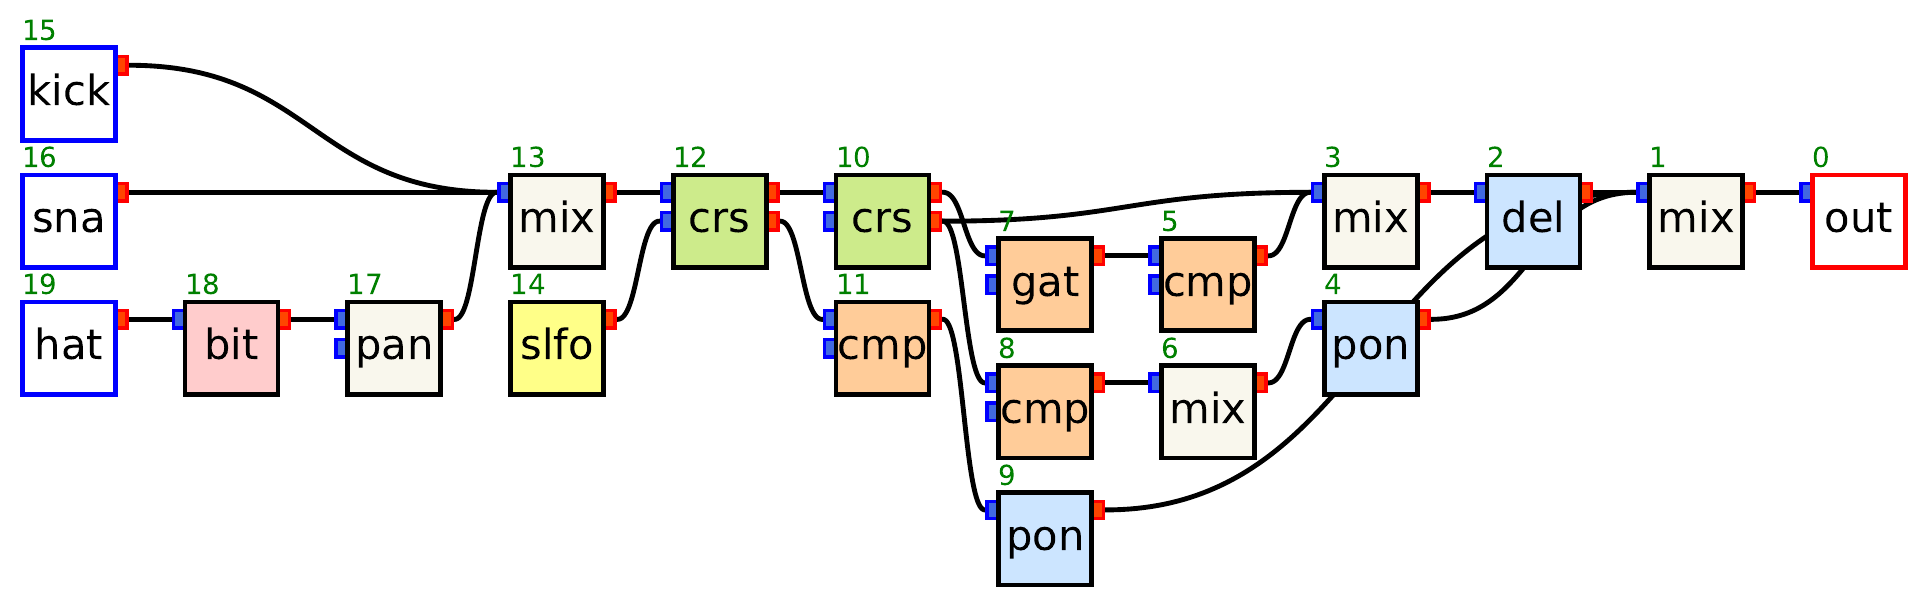 15
kick
16
sna
19
hat
18
bit
17
pan
13
mix
14
slfo
12
crs
10
crs
11
cmp
7
gat
8
cmp
9
pon
5
cmp
6
mix
3
mix
4
pon
2
del
1
mix
0
out